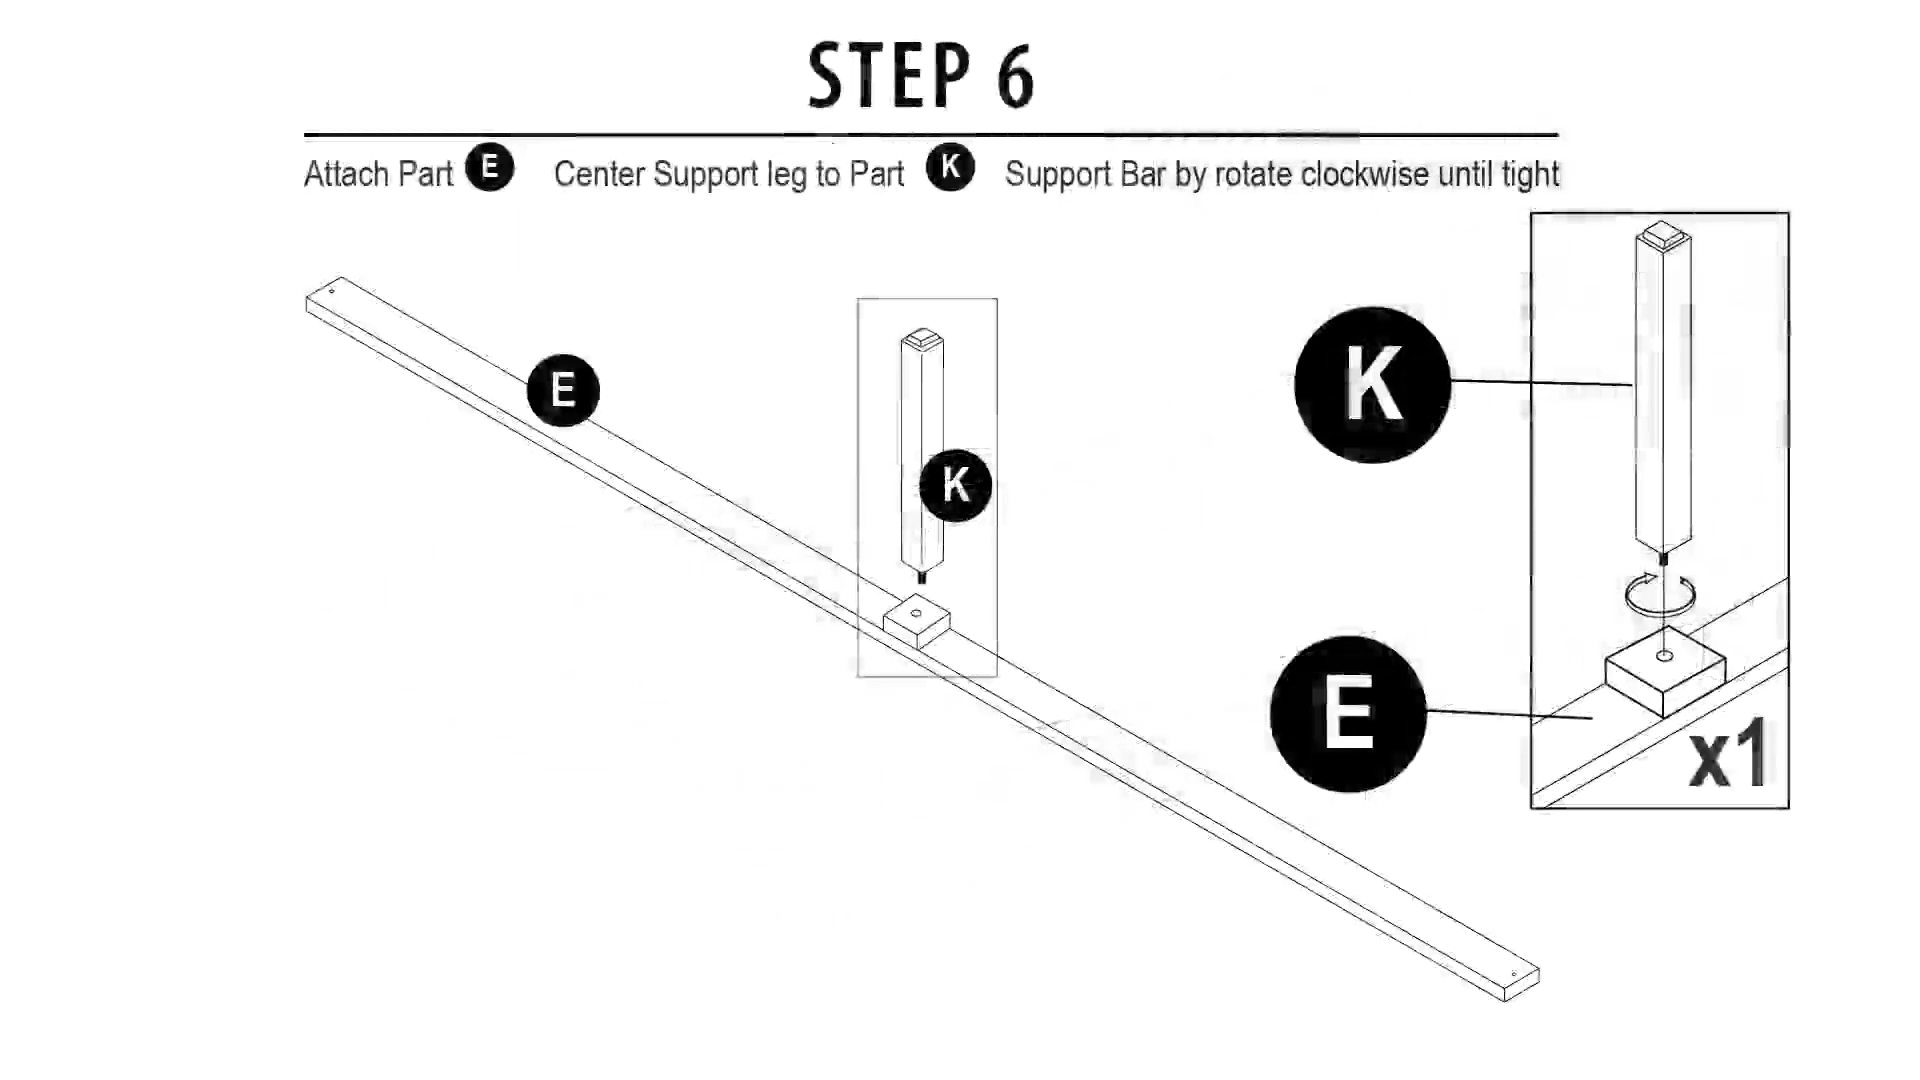 STEP 6
Attach Part E Center Support leg to Part K Support Bar by rotate clockwise until tight
E
K
K
E
x1